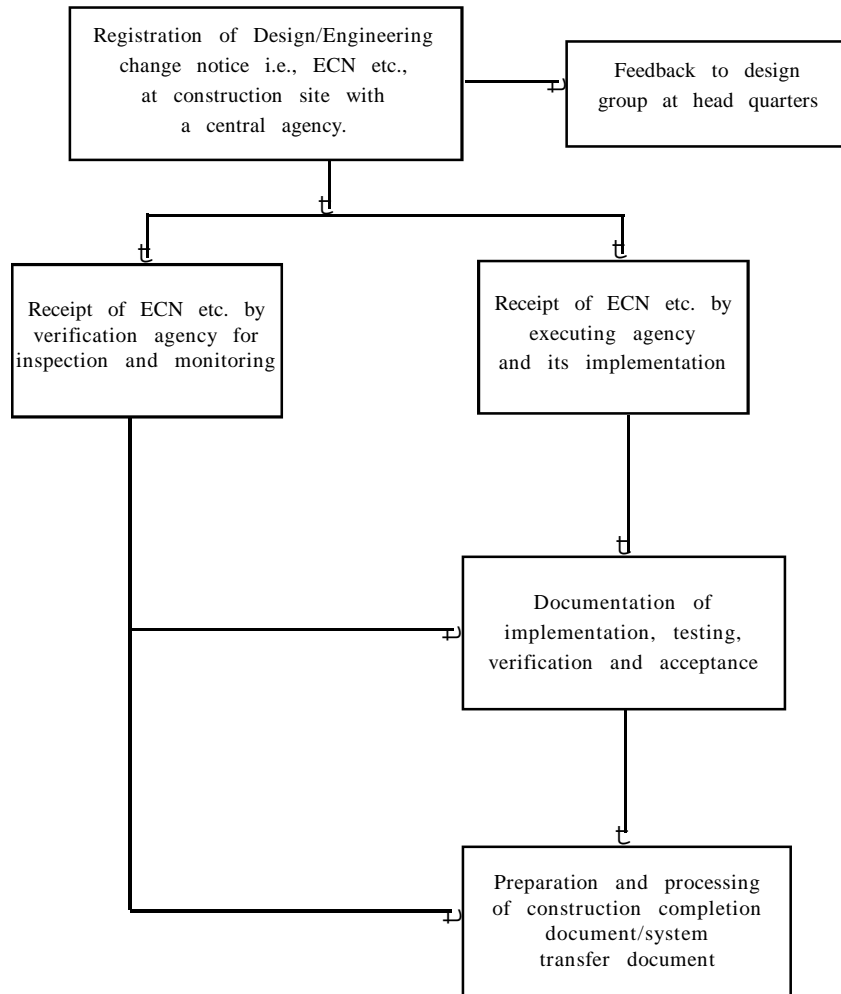 Registration of Design/Engineering
change notice i.e., ECN etc.,
at construction site with
a central agency.
Feedback to design
group at head quarters
Receipt of ECN etc. by
verification agency for
inspection and monitoring
Receipt of ECN etc. by
executing agency
and its implementation
Documentation of
implementation, testing,
verification and acceptance
Preparation and processing
of construction completion
document/system
transfer document